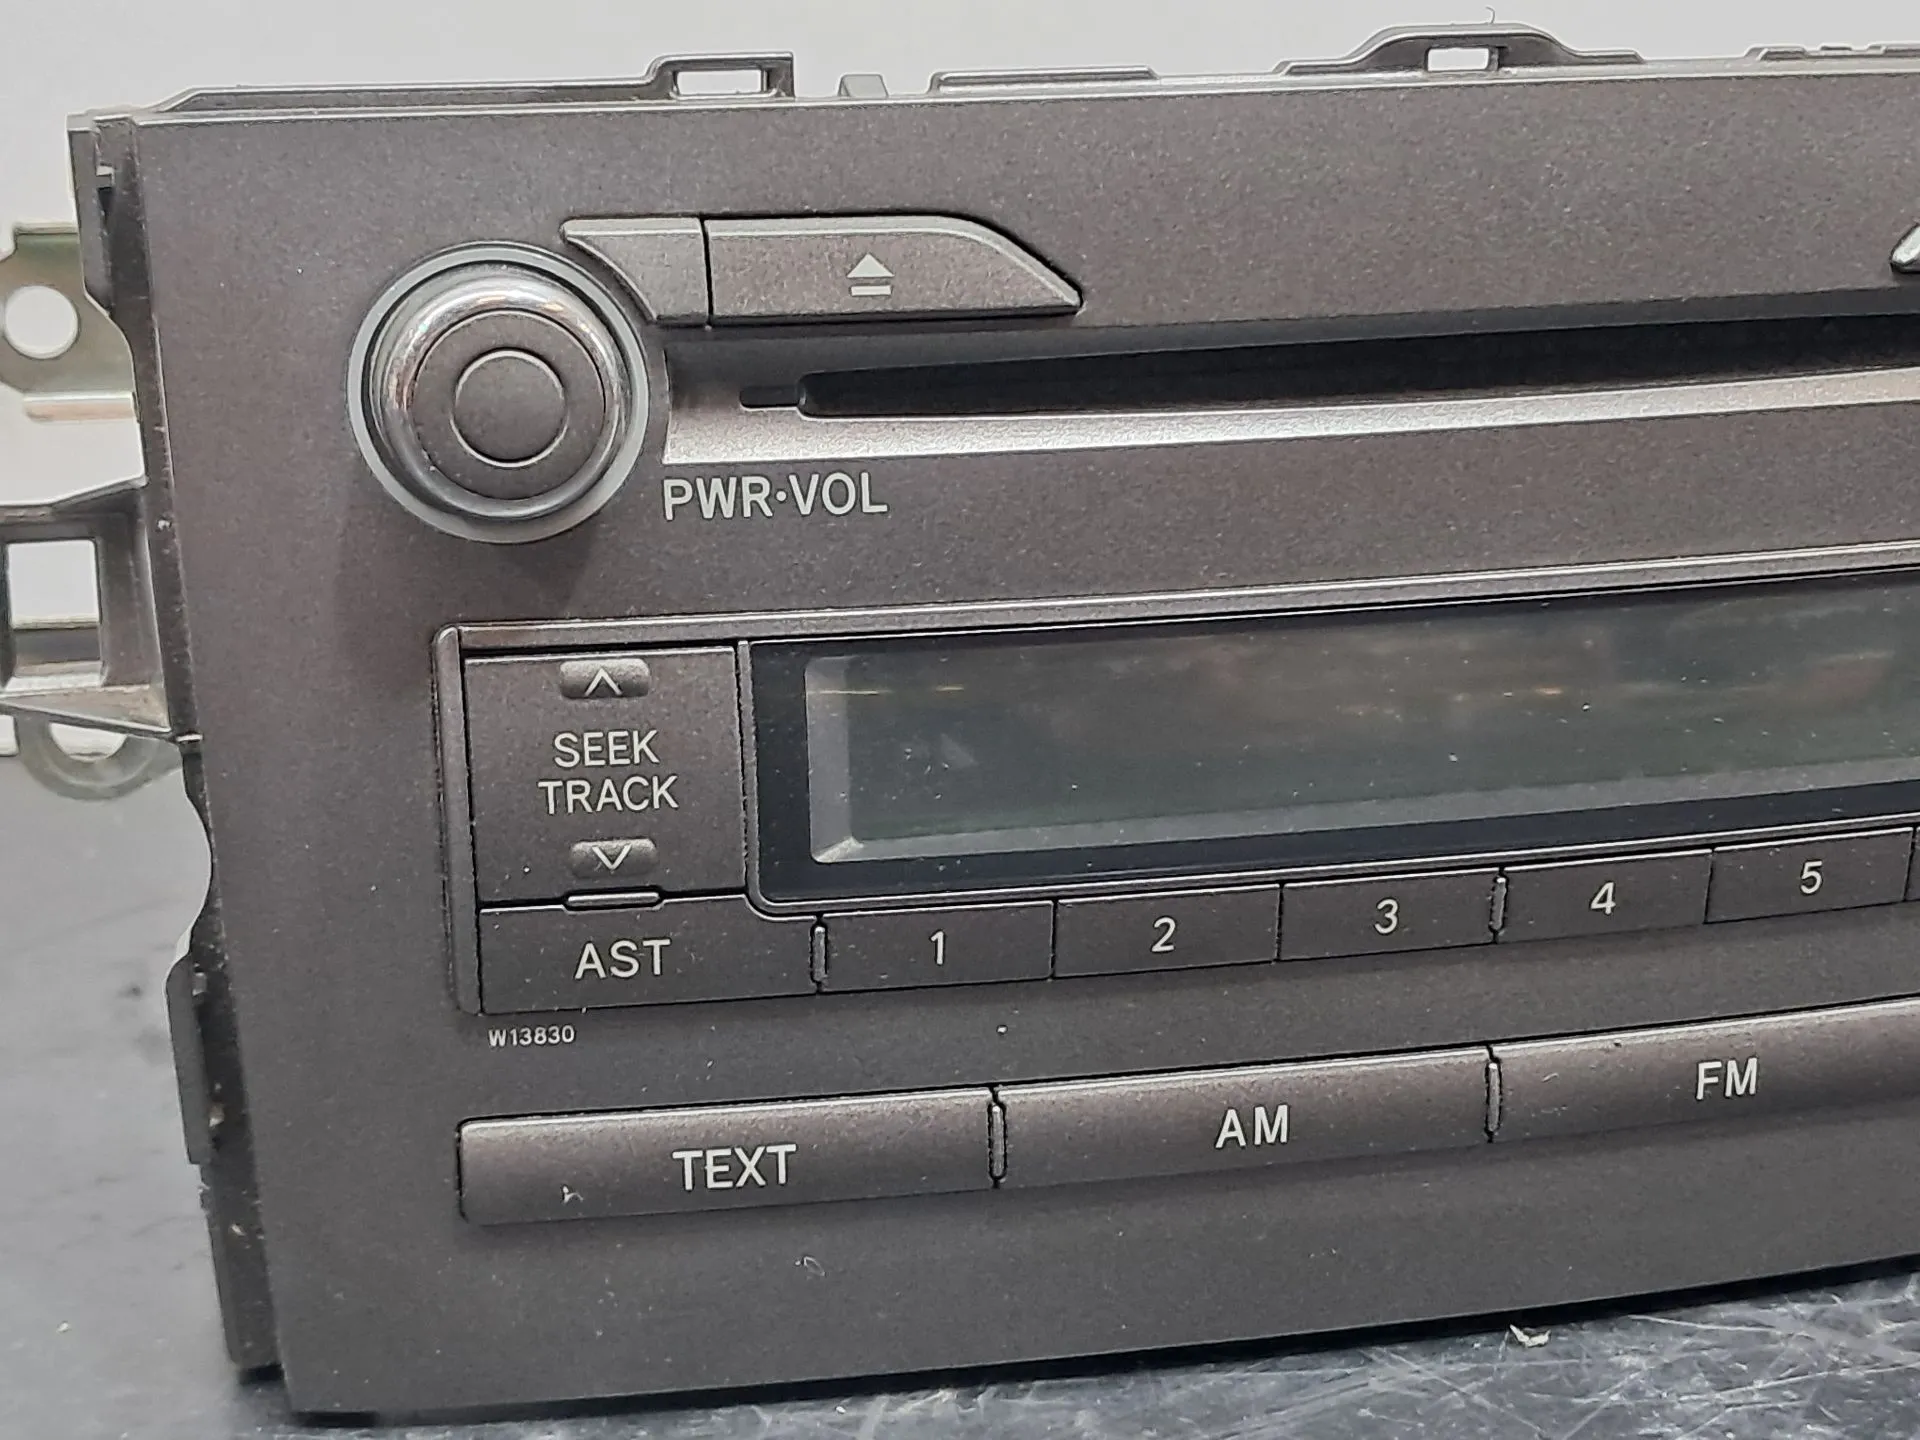 PWR·VOL
SEEK
TRACK
AST
1
2
3
4
5
W13830
TEXT
AM
FM